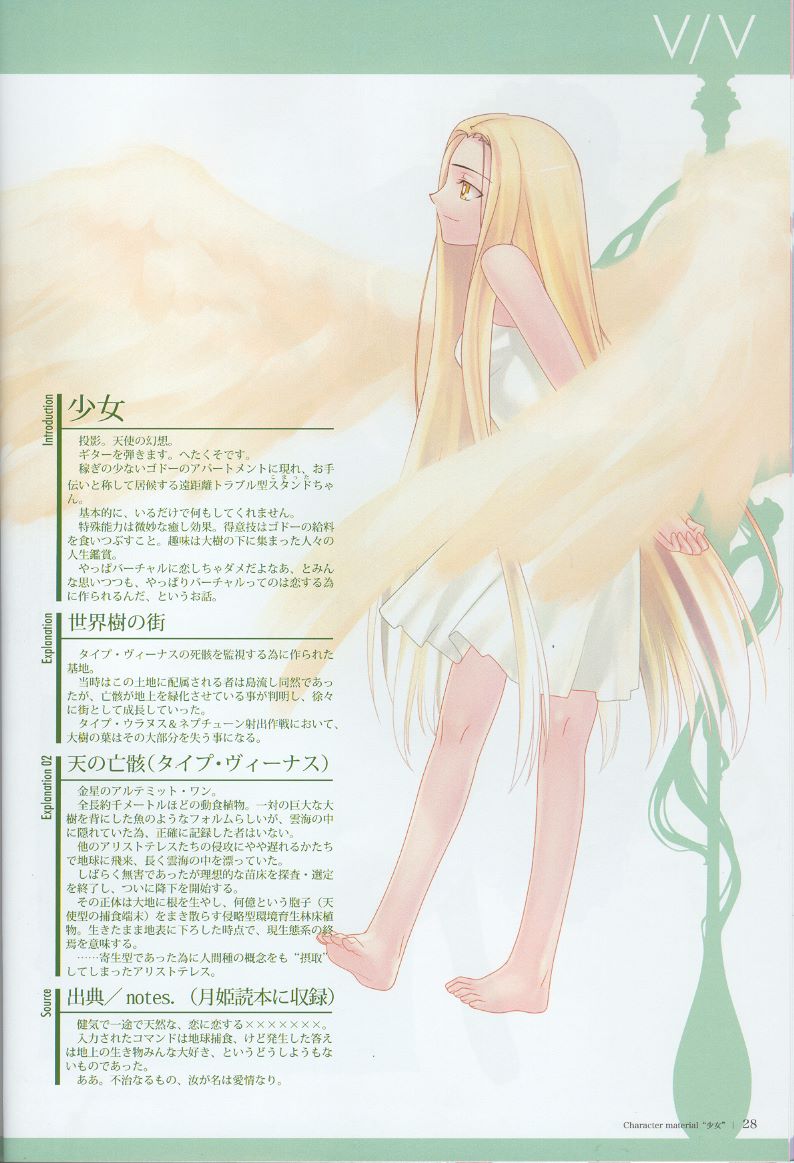 V/V
Introduction
少女
投影。天使の幻想。
ギターを弾きます。へたくそです。
稼ぎの少ないゴドーのアパートメントに現れ、お手
伝いと称して居候する遠距離トラブル型スタンドちゃ
こまった
ん。
基本的に、いるだけで何もしてくれません。
特殊能力は微妙な癒し効果。得意技はゴドーの給料
を食いつぶすこと。趣味は大樹の下に集まった人々の
人生鑑賞。
やっぱバーチャルに恋しちゃダメだよなあ、とみん
な思いつつも、やっぱりバーチャルってのは恋する為
に作られるんだ、というお話。
Explanation
世界樹の街
タイプ・ヴィーナスの死骸を監視する為に作られた
基地。
当時はこの土地に配属される者は島流し同然であっ
たが、亡骸が地上を緑化させている事が判明し、徐々
に街として成長していった。
タイプ・ウラヌス＆ネプチューン射出作戦において、
大樹の葉はその大部分を失う事になる。
Explanation 02
天の亡骸（タイプ・ヴィーナス）
金星のアルテミット・ワン。
全長約千メートルほどの動食植物。一対の巨大な大
樹を背にした魚のようなフォルムらしいが、雲海の中
に隠れていた為、正確に記録した者はいない。
他のアリストテレスたちの侵攻にやや遅れるかたち
で地球に飛来、長く雲海の中を漂っていた。
しばらく無害であったが理想的な苗床を探査・選定
を終了し、ついに降下を開始する。
その正体は大地に根を生やし、何億という胞子（天
使型の捕食端末）をまき散らす侵略型環境育生林床植
物。生きたまま地表に下ろした時点で、現生態系の終
焉を意味する。
……寄生型であった為に人間種の概念をも“摂取”
してしまったアリストテレス。
Source
出典／notes.（月姫読本に収録）
健気で一途で天然な、恋に恋する×××××××。
入力されたコマンドは地球捕食、けど発生した答え
は地上の生き物みんな大好き、というどうしようもな
いものであった。
ああ。不治なるもの、汝が名は愛情なり。
Character material “少女” | 28